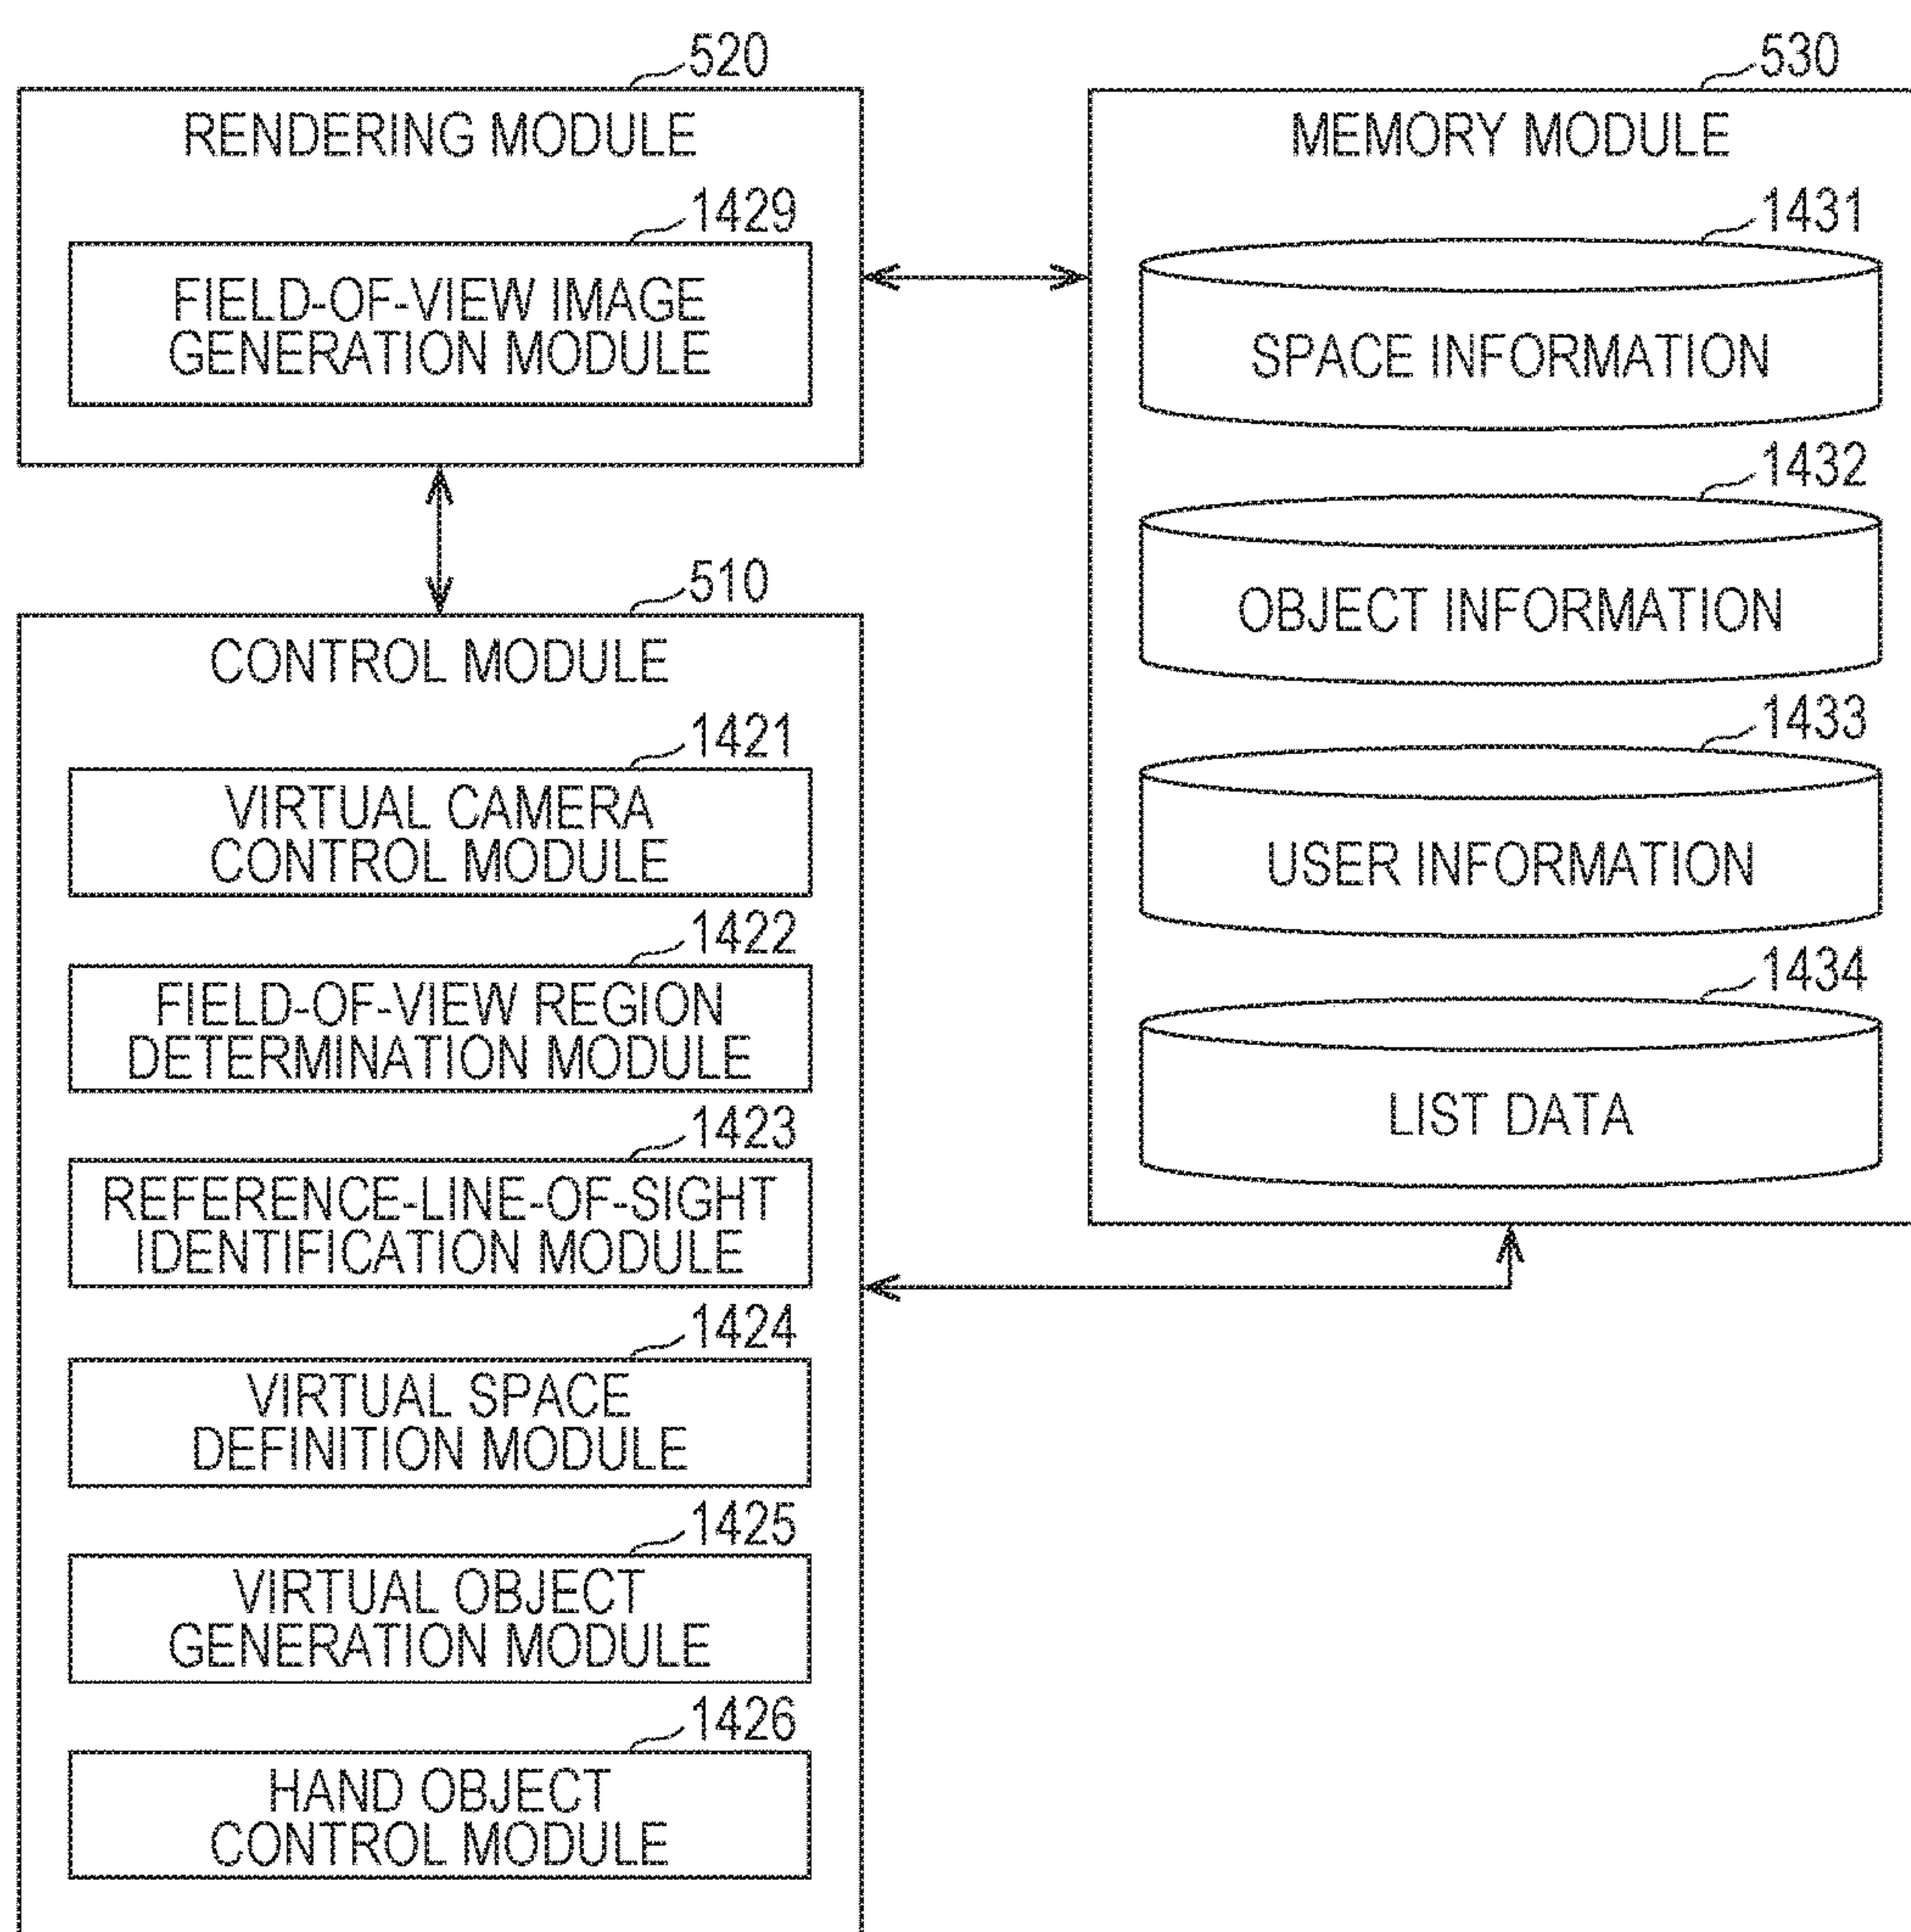 520
RENDERING MODULE
1429
FIELD-OF-VIEW IMAGE
GENERATION MODULE
510
CONTROL MODULE
1421
VIRTUAL CAMERA
CONTROL MODULE
1422
FIELD-OF-VIEW REGION
DETERMINATION MODULE
1423
REFERENCE-LINE-OF-SIGHT
IDENTIFICATION MODULE
1424
VIRTUAL SPACE
DEFINITION MODULE
1425
VIRTUAL OBJECT
GENERATION MODULE
1426
HAND OBJECT
CONTROL MODULE
530
MEMORY MODULE
1431
SPACE INFORMATION
1432
OBJECT INFORMATION
1433
USER INFORMATION
1434
LIST DATA